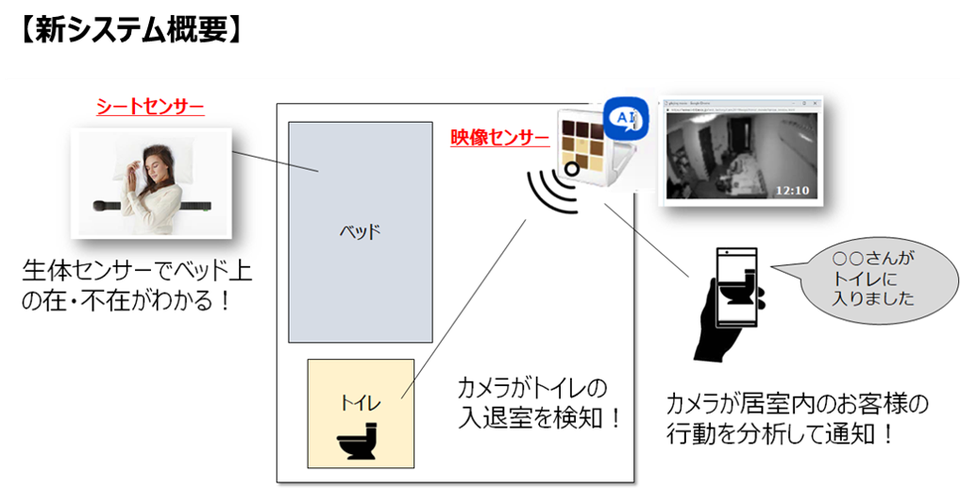 【新システム概要】
シートセンサー
映像センサー
AI
12:10
ベッド
生体センサーでベッド上
の在・不在がわかる！
○○さんが
トイレに
入りました
トイレ
カメラがトイレの
入退室を検知！
カメラが居室内のお客様の
行動を分析して通知！